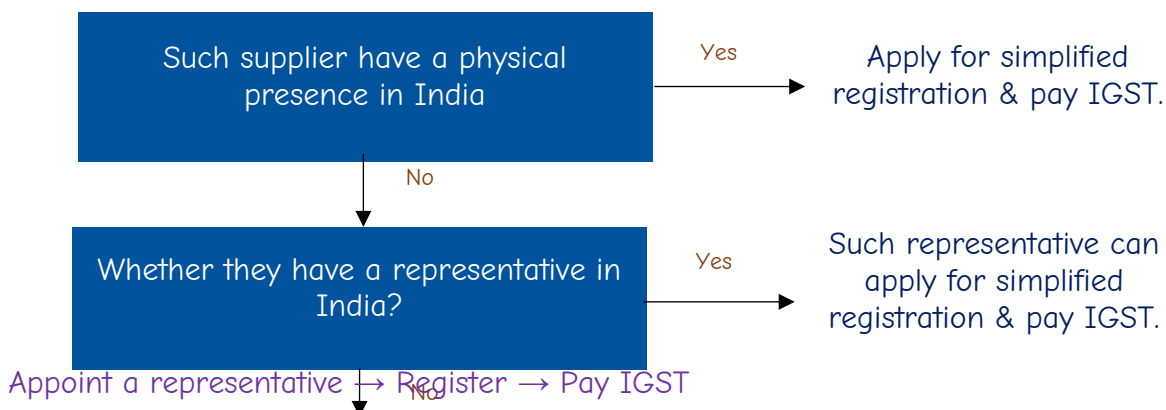 Such supplier have a physical
presence in India
Yes
Apply for simplified
registration & pay IGST.
No
Whether they have a representative in
India?
Yes
Such representative can
apply for simplified
registration & pay IGST.
Appoint a representative → Register → Pay IGST
No